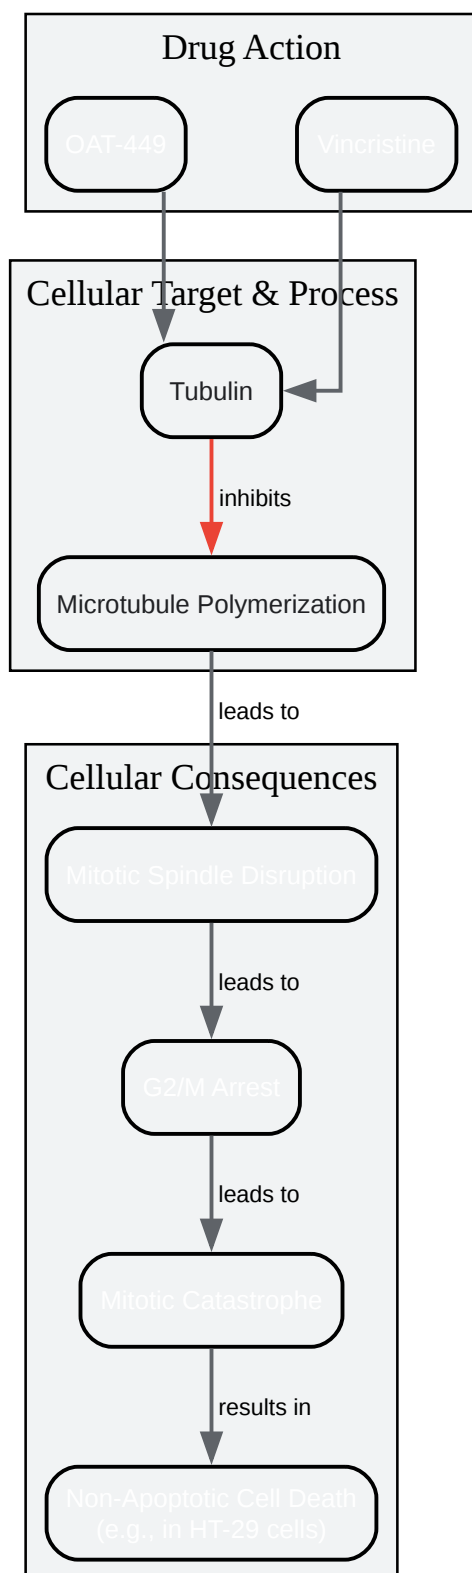 Drug Action
OAT-449
Vincristine
Cellular Target & Process
Tubulin
inhibits
Microtubule Polymerization
leads to
Cellular Consequences
Mitotic Spindle Disruption
leads to
G2/M Arrest
leads to
Mitotic Catastrophe
results in
Non-Apoptotic Cell Death
(e.g., in HT-29 cells)